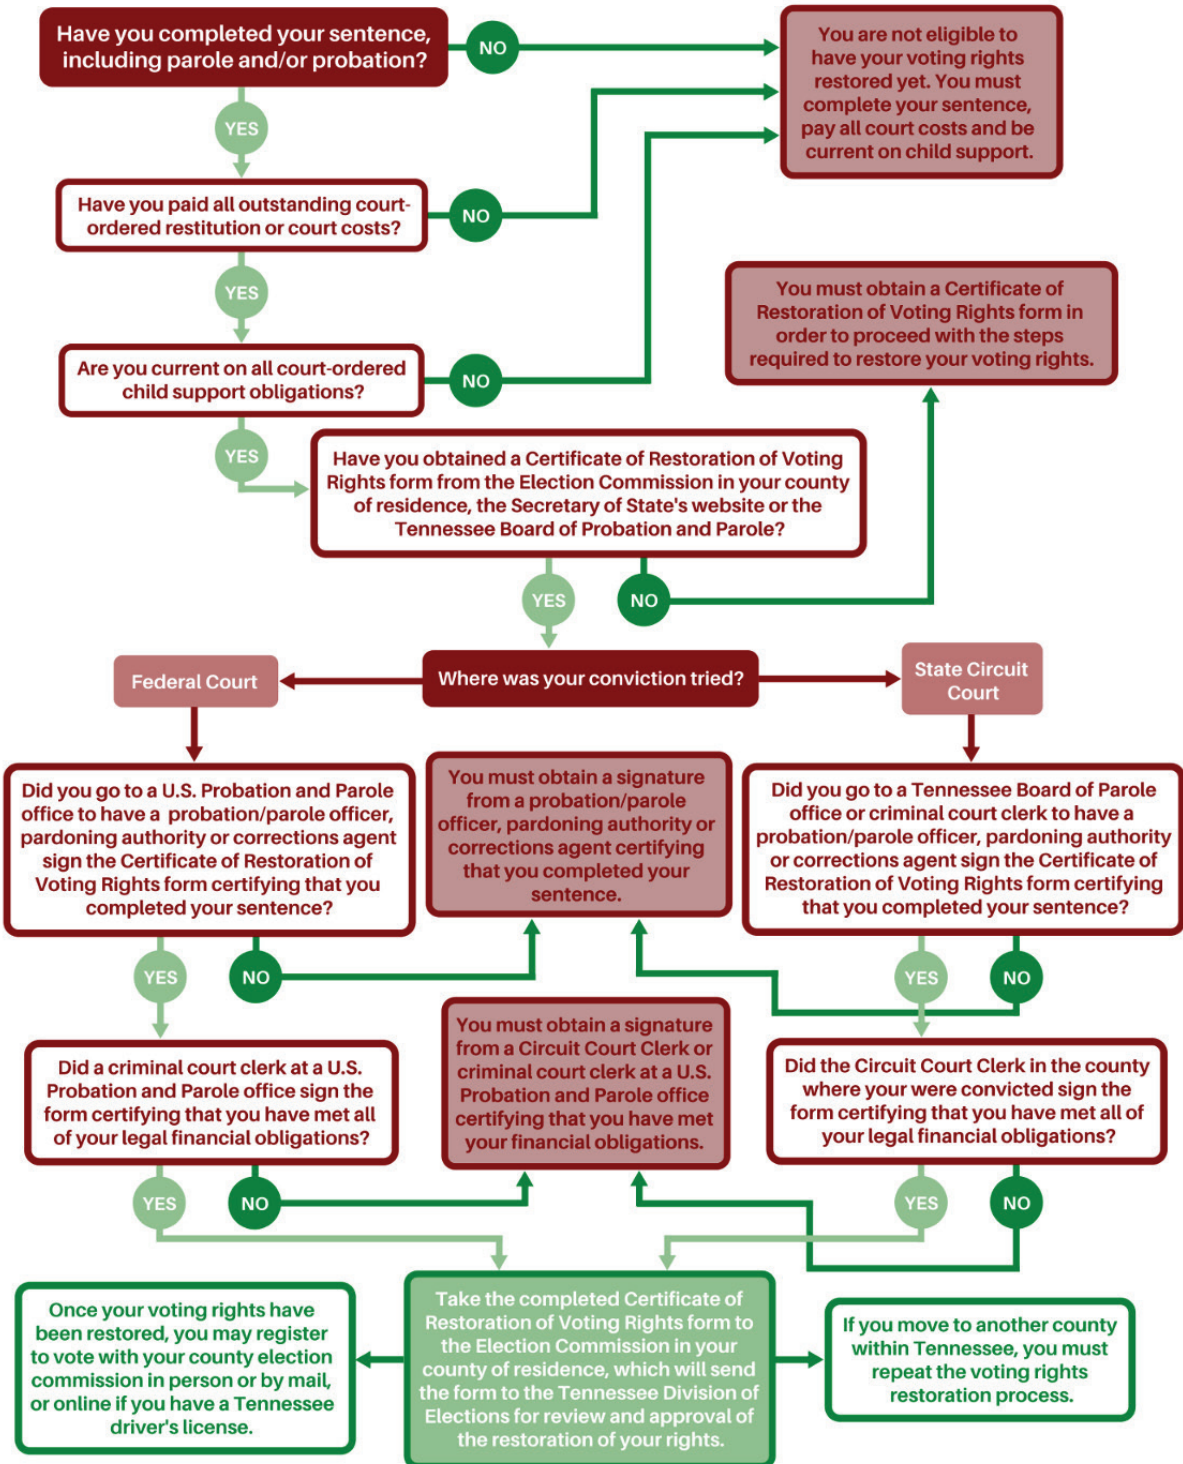 Have you completed your sentence,
including parole and/or probation?
NO
You are not eligible to
have your voting rights
restored yet. You must
complete your sentence,
pay all court costs and be
current on child support.
YES
Have you paid all outstanding court-
ordered restitution or court costs?
NO
YES
You must obtain a Certificate of
Restoration of Voting Rights form in
order to proceed with the steps
required to restore your voting rights.
Are you current on all court-ordered
child support obligations?
NO
YES
Have you obtained a Certificate of Restoration of Voting
Rights form from the Election Commission in your county
of residence, the Secretary of State's website or the
Tennessee Board of Probation and Parole?
YES
NO
Where was your conviction tried?
Federal Court
State Circuit
Court
Did you go to a U.S. Probation and Parole
office to have a probation/parole officer,
pardoning authority or corrections agent
sign the Certificate of Restoration of
Voting Rights form certifying that you
completed your sentence?
You must obtain a signature
from a probation/parole
officer, pardoning authority or
corrections agent certifying
that you completed your
sentence.
Did you go to a Tennessee Board of Parole
office or criminal court clerk to have a
probation/parole officer, pardoning authority
or corrections agent sign the Certificate of
Restoration of Voting Rights form certifying
that you completed your sentence?
YES
NO
YES
NO
Did a criminal court clerk at a U.S.
Probation and Parole office sign the
form certifying that you have met all
of your legal financial obligations?
You must obtain a signature
from a Circuit Court Clerk or
criminal court clerk at a U.S.
Probation and Parole office
certifying that you have met
your financial obligations.
Did the Circuit Court Clerk in the county
where your were convicted sign the
form certifying that you have met all of
your legal financial obligations?
YES
NO
YES
NO
Once your voting rights have
been restored, you may register
to vote with your county election
commission in person or by mail,
or online if you have a Tennessee
driver's license.
Take the completed Certificate of
Restoration of Voting Rights form to
the Election Commission in your
county of residence, which will send
the form to the Tennessee Division of
Elections for review and approval of
the restoration of your rights.
If you move to another county
within Tennessee, you must
repeat the voting rights
restoration process.